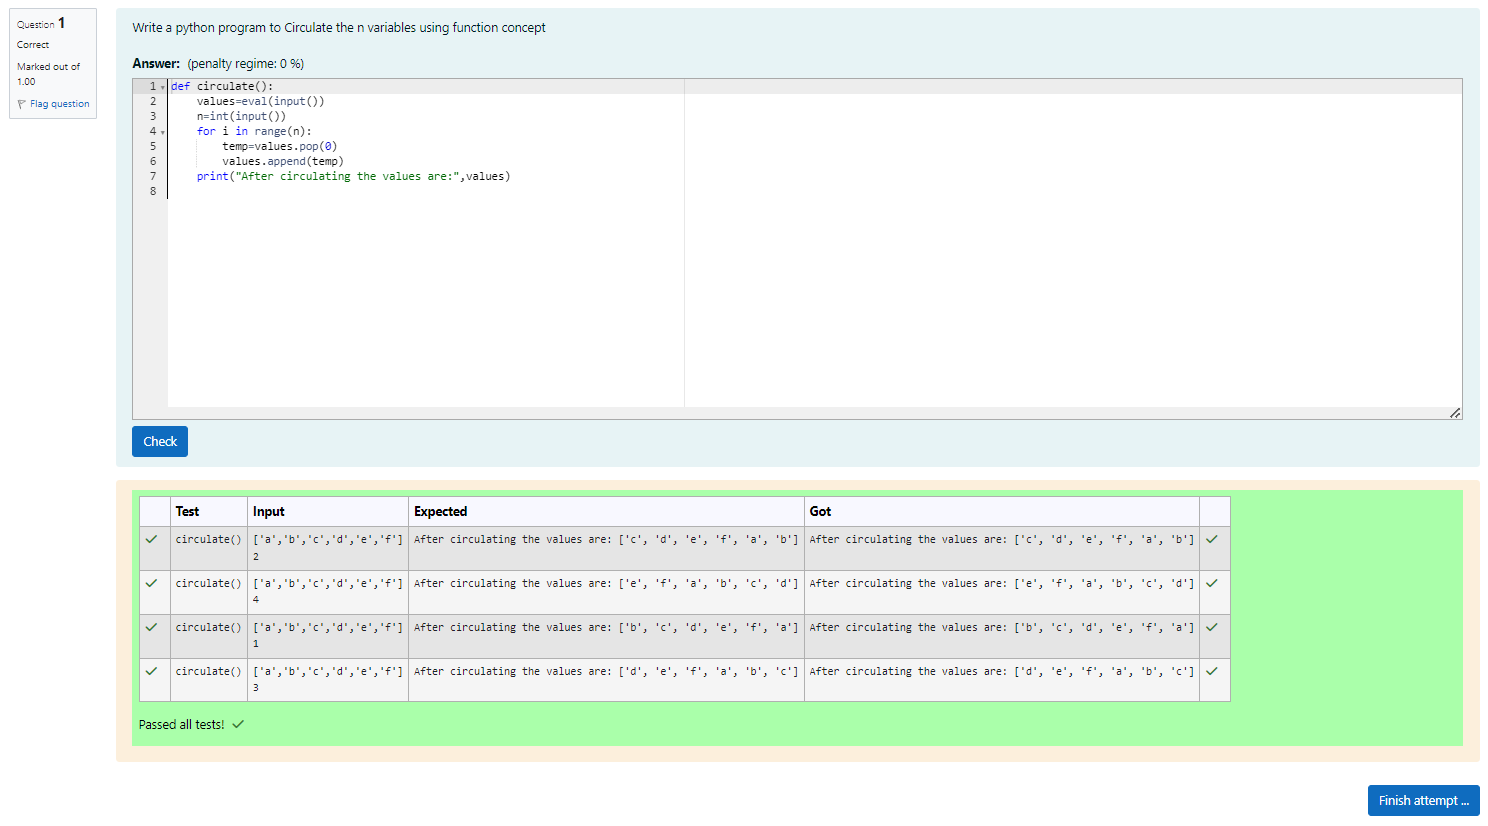 Question 1
Correct
Marked out of
1.00
Flag question
Write a python program to Circulate the n variables using function concept
Answer: (penalty regime: 0 %)
1 def circulate():
2     values=eval(input())
3     n=int(input())
4     for i in range(n):
5         temp=values.pop(0)
6         values.append(temp)
7     print("After circulating the values are:",values)
8
Check
Test Input Expected Got
circulate() ['a','b','c','d','e','f'] After circulating the values are: ['c', 'd', 'e', 'f', 'a', 'b'] After circulating the values are: ['c', 'd', 'e', 'f', 'a', 'b']
2
circulate() ['a','b','c','d','e','f'] After circulating the values are: ['e', 'f', 'a', 'b', 'c', 'd'] After circulating the values are: ['e', 'f', 'a', 'b', 'c', 'd']
4
circulate() ['a','b','c','d','e','f'] After circulating the values are: ['b', 'c', 'd', 'e', 'f', 'a'] After circulating the values are: ['b', 'c', 'd', 'e', 'f', 'a']
1
circulate() ['a','b','c','d','e','f'] After circulating the values are: ['d', 'e', 'f', 'a', 'b', 'c'] After circulating the values are: ['d', 'e', 'f', 'a', 'b', 'c']
3
Passed all tests!
Finish attempt ...